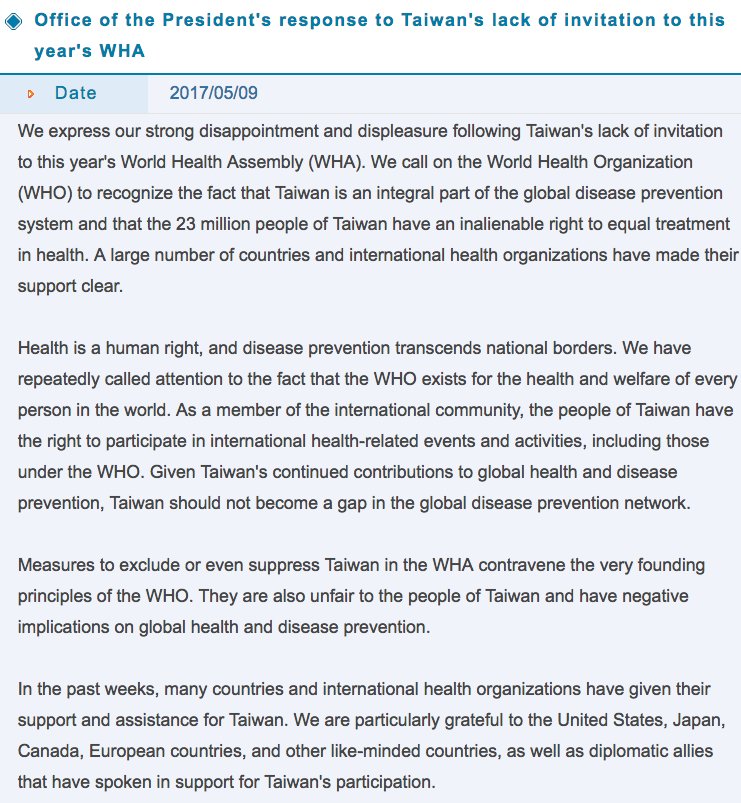 Office of the President's response to Taiwan's lack of invitation to this
year's WHA
Date 2017/05/09
We express our strong disappointment and displeasure following Taiwan's lack of invitation
to this year's World Health Assembly (WHA). We call on the World Health Organization
(WHO) to recognize the fact that Taiwan is an integral part of the global disease prevention
system and that the 23 million people of Taiwan have an inalienable right to equal treatment
in health. A large number of countries and international health organizations have made their
support clear.
Health is a human right, and disease prevention transcends national borders. We have
repeatedly called attention to the fact that the WHO exists for the health and welfare of every
person in the world. As a member of the international community, the people of Taiwan have
the right to participate in international health-related events and activities, including those
under the WHO. Given Taiwan's continued contributions to global health and disease
prevention, Taiwan should not become a gap in the global disease prevention network.
Measures to exclude or even suppress Taiwan in the WHA contravene the very founding
principles of the WHO. They are also unfair to the people of Taiwan and have negative
implications on global health and disease prevention.
In the past weeks, many countries and international health organizations have given their
support and assistance for Taiwan. We are particularly grateful to the United States, Japan,
Canada, European countries, and other like-minded countries, as well as diplomatic allies
that have spoken in support for Taiwan's participation.